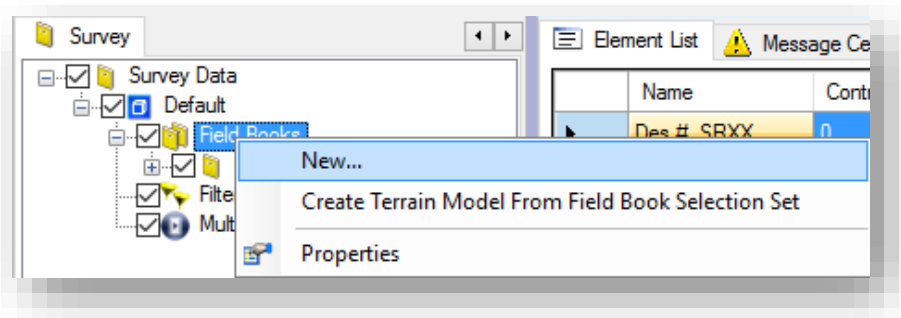 Survey
Element List
Message Ce
Survey Data
Default
Field Books
Filte
Mult
Name
Contr
Des #_SRXX
0
New...
Create Terrain Model From Field Book Selection Set
Properties